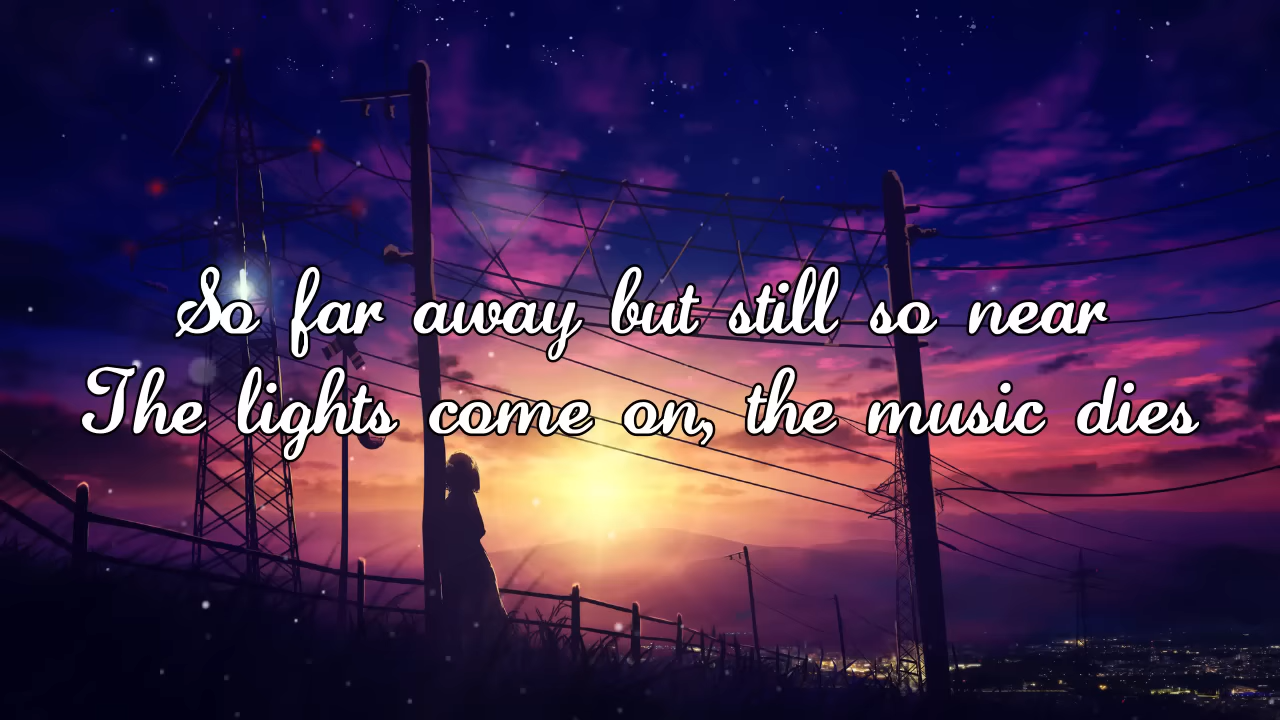 So far away but still so near
The lights come on, the music dies